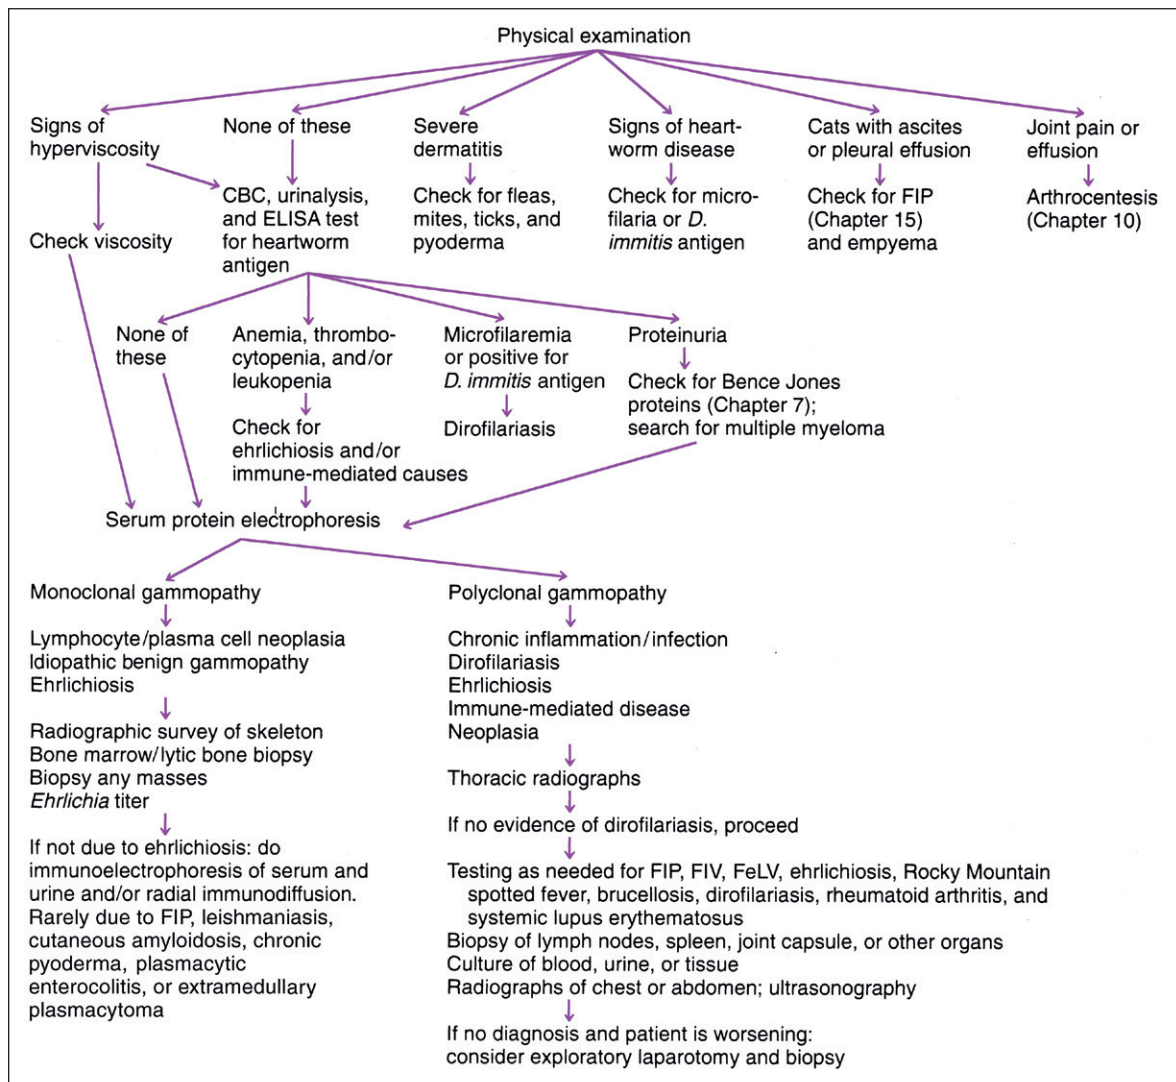 Physical examination
Signs of
hyperviscosity
None of these
Severe
dermatitis
Signs of heart-
worm disease
Cats with ascites
or pleural effusion
Joint pain or
effusion
Check viscosity
CBC, urinalysis,
and ELISA test
for heartworm
antigen
Check for fleas,
mites, ticks, and
pyoderma
Check for micro-
filaria or D.
immitis antigen
Check for FIP
(Chapter 15)
and empyema
Arthrocentesis
(Chapter 10)
None of
these
Anemia, thrombo-
cytopenia, and/or
leukopenia
Microfilaremia
or positive for
D. immitis antigen
Proteinuria
Check for
ehrlichiosis and/or
immune-mediated causes
Dirofilariasis
Check for Bence Jones
proteins (Chapter 7);
search for multiple myeloma
Serum protein electrophoresis
Monoclonal gammopathy
Lymphocyte/plasma cell neoplasia
Idiopathic benign gammopathy
Ehrlichiosis
Radiographic survey of skeleton
Bone marrow/lytic bone biopsy
Biopsy any masses
Ehrlichia titer
If not due to ehrlichiosis: do
immunoelectrophoresis of serum and
urine and/or radial immunodiffusion.
Rarely due to FIP, leishmaniasis,
cutaneous amyloidosis, chronic
pyoderma, plasmacytic
enterocolitis, or extramedullary
plasmacytoma
Polyclonal gammopathy
Chronic inflammation/infection
Dirofilariasis
Ehrlichiosis
Immune-mediated disease
Neoplasia
Thoracic radiographs
If no evidence of dirofilariasis, proceed
Testing as needed for FIP, FIV, FeLV, ehrlichiosis, Rocky Mountain
spotted fever, brucellosis, dirofilariasis, rheumatoid arthritis, and
systemic lupus erythematosus
Biopsy of lymph nodes, spleen, joint capsule, or other organs
Culture of blood, urine, or tissue
Radiographs of chest or abdomen; ultrasonography
If no diagnosis and patient is worsening:
consider exploratory laparotomy and biopsy